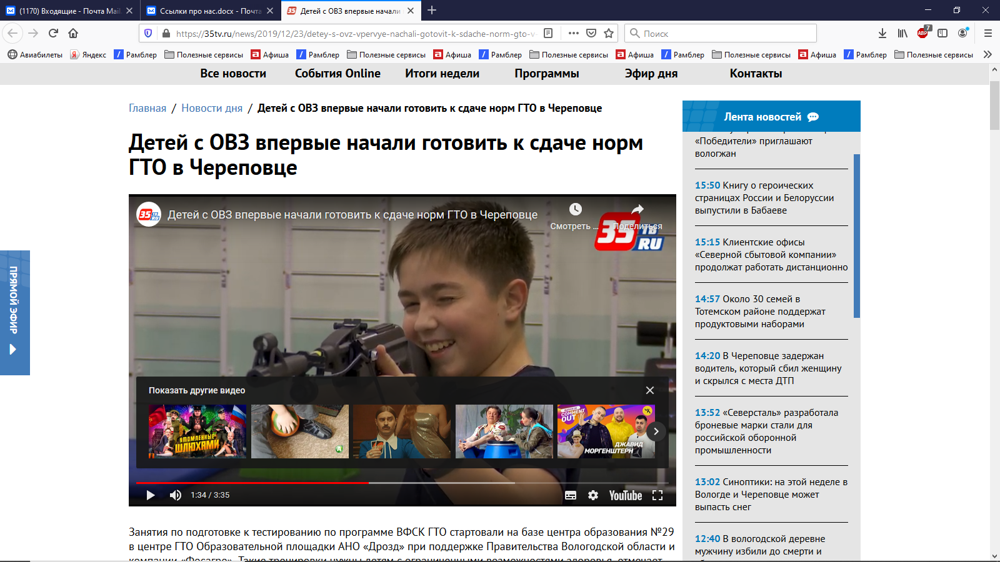 (1170) Входящие - Почта Mail
Ссылки про нас.docx - Почта
Детей с ОВЗ впервые начали
https://35tv.ru/news/2019/12/23/detey-s-ovz-vpervye-nachali-gotovit-k-sdache-norm-gto-v-
Поиск
ABP
7
Авиабилеты
Яндекс
Рамблер
Полезные сервисы
Афиша
Рамблер
Полезные сервисы
Афиша
Рамблер
Полезные сервисы
Афиша
Рамблер
Полезные сервисы
Афиша
Рамблер
Полезные сервисы
Все новости
События Online
Итоги недели
Программы
Эфир дня
Контакты
Главная / Новости дня / Детей с ОВЗ впервые начали готовить к сдаче норм ГТО в Череповце
Детей с ОВЗ впервые начали готовить к сдаче норм
ГТО в Череповце
35 ТВ RU
Детей с ОВЗ впервые начали готовить к сдаче норм ГТО в Череповце
Смотреть ...
Поделиться
35 ТВ
RU
Показать другие видео
УТОМЛЕННЫЕ
ШЛЮХАМИ
COMMENT
OUT
ДЖАВИД
МОРГЕНШТЕРН
1:34 / 3:35
YouTube
Занятия по подготовке к тестированию по программе ВФСК ГТО стартовали на базе центра образования №29
в центре ГТО Образовательной площадки АНО «Дрозд» при поддержке Правительства Вологодской области и
компании «Фосагро». Такие тренировки нужны детям с ограниченными возможностями здоровья, отмечает
ПРЯМОЙ ЭФИР
Лента новостей
«Победители» приглашают
вологжан
15:50 Книгу о героических
страницах России и Белоруссии
выпустили в Бабаеве
15:15 Клиентские офисы
«Северной сбытовой компании»
продолжат работать дистанционно
14:57 Около 30 семей в
Тотемском районе поддержат
продуктовыми наборами
14:20 В Череповце задержан
водитель, который сбил женщину
и скрылся с места ДТП
13:52 «Северсталь» разработала
броневые марки стали для
российской оборонной
промышленности
13:02 Синоптики: на этой неделе в
Вологде и Череповце может
выпасть снег
12:40 В вологодской деревне
мужчину избили до смерти и